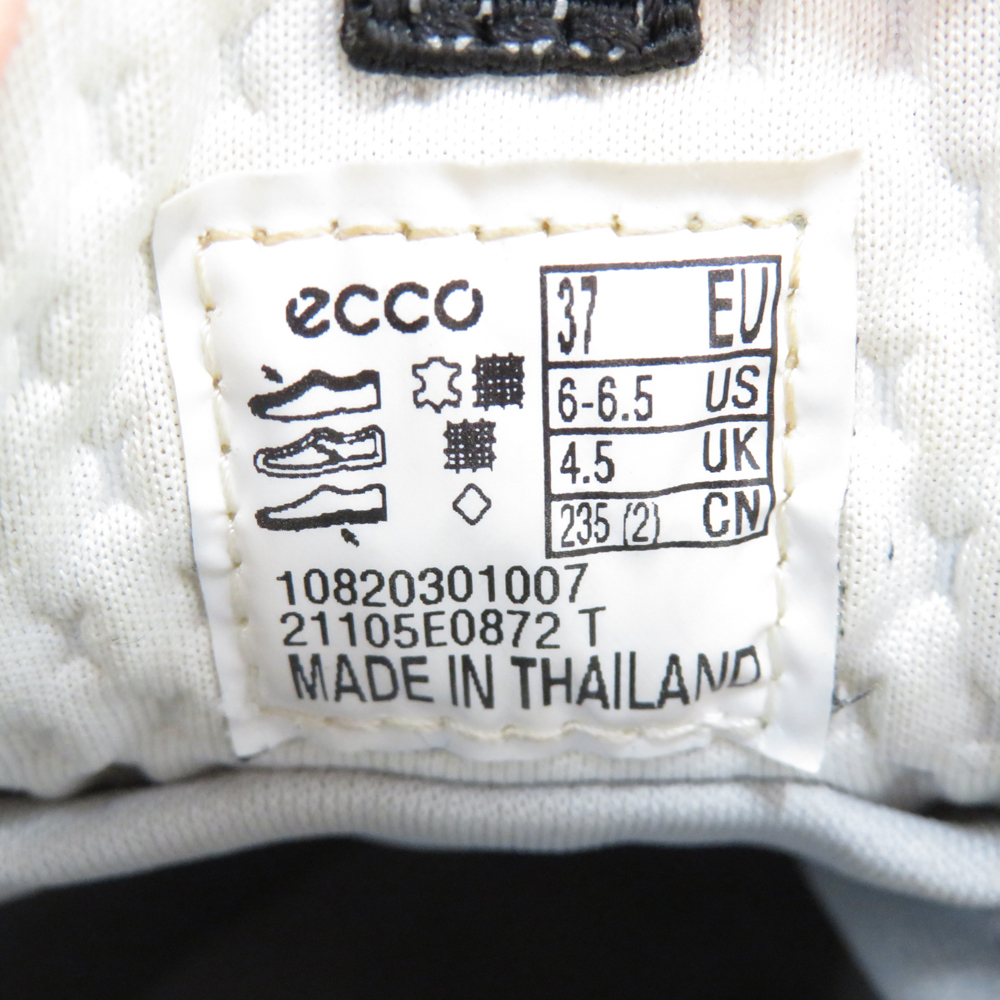 ecco
37 EU
6-6.5 US
4.5 UK
235 (2) CN
10820301007
21105E0872 T
MADE IN THAILAND